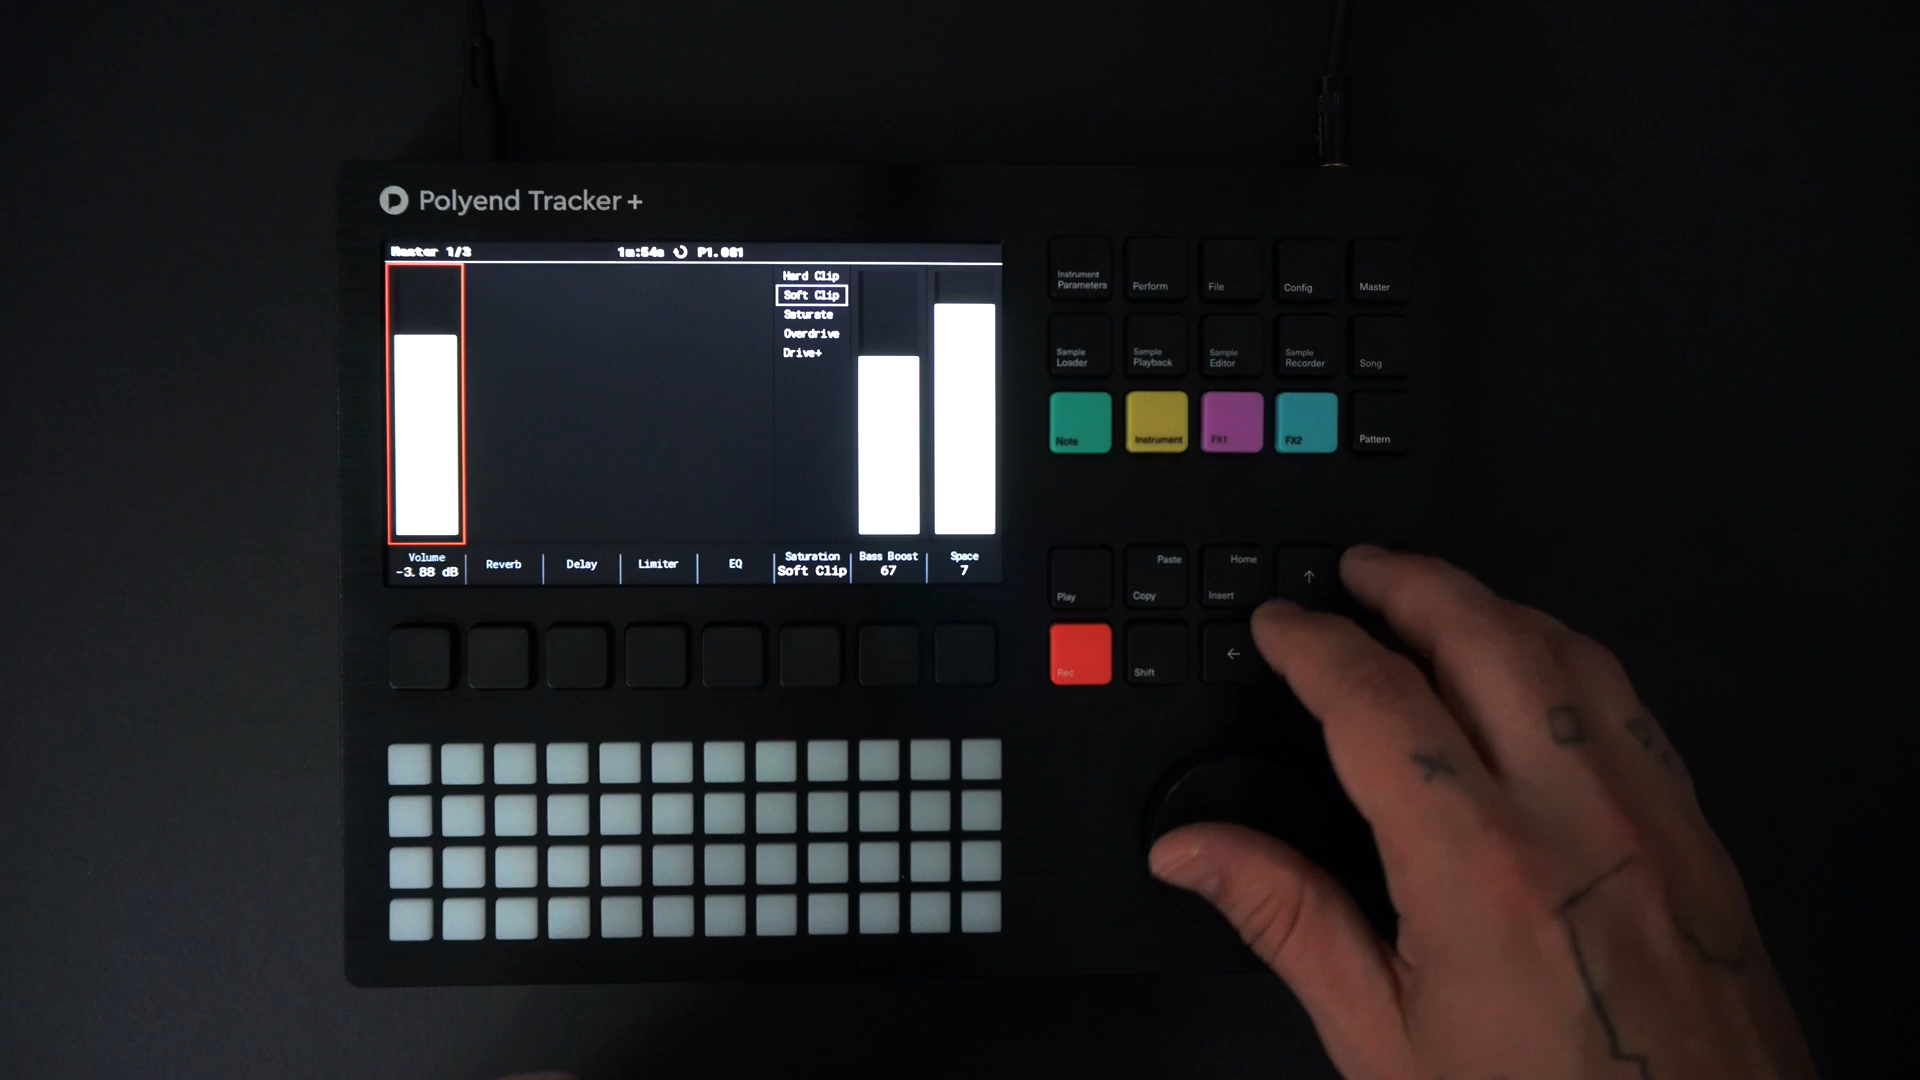 Polyend Tracker+
Master 1/3
1m:54s P1.001
Hard Clip
Soft Clip
Saturate
Overdrive
Drive+
Volume
-3.88 dB
Reverb
Delay
Limiter
EQ
Saturation
Soft Clip
Bass Boost
67
Space
7
Instrument
Parameters
Perform
File
Config
Master
Sample
Loader
Sample
Playback
Sample
Editor
Sample
Recorder
Song
Note
Instrument
FX1
FX2
Pattern
Play
Paste
Copy
Home
Insert
↑
Rec
Shift
←